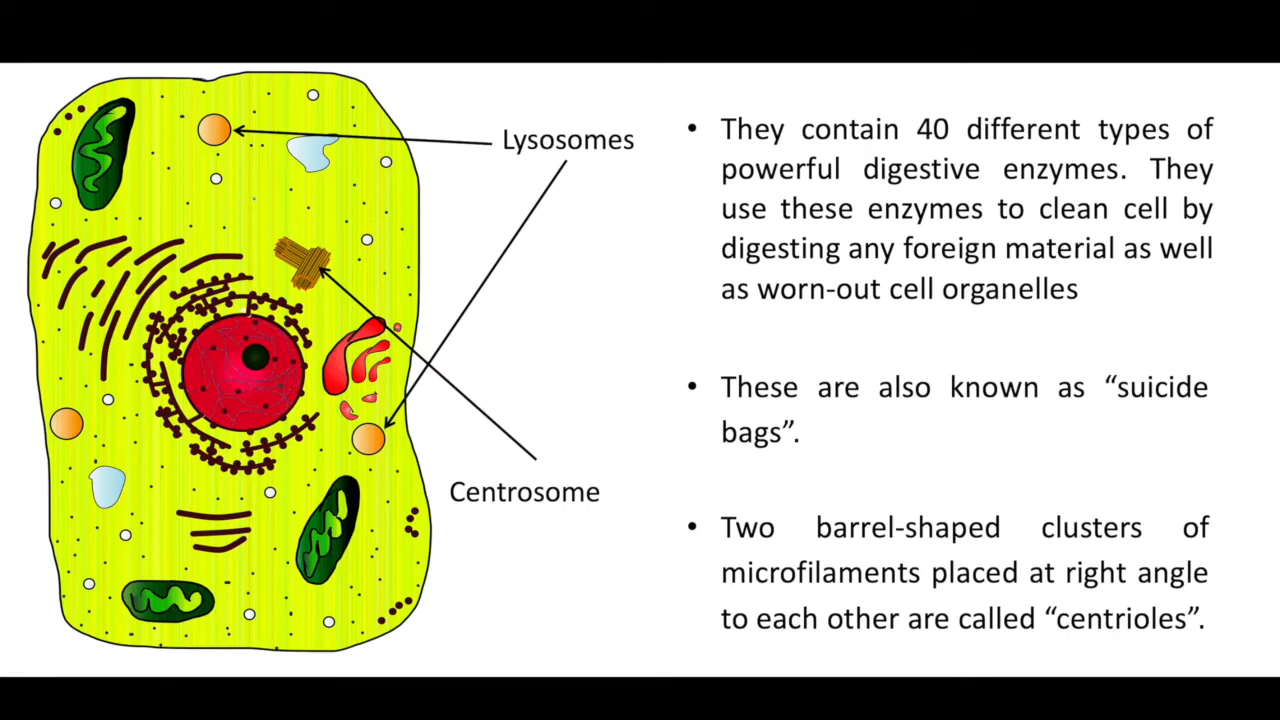 Lysosomes
Centrosome
• They contain 40 different types of
powerful digestive enzymes. They
use these enzymes to clean cell by
digesting any foreign material as well
as worn-out cell organelles
• These are also known as “suicide
bags”.
• Two barrel-shaped clusters of
microfilaments placed at right angle
to each other are called “centrioles”.